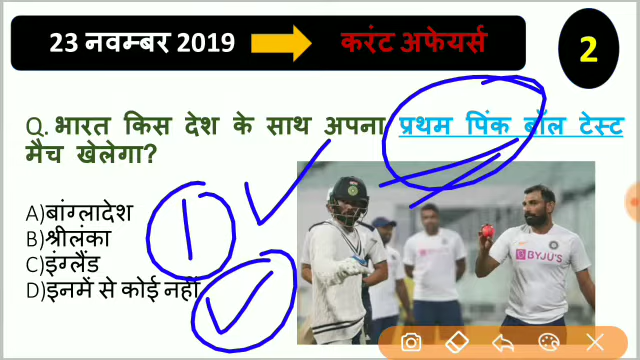 23 नवम्बर 2019
करंट अफेयर्स
2
Q. भारत किस देश के साथ अपना प्रथम पिंक बॉल टेस्ट
मैच खेलेगा?
A)बांग्लादेश
B)श्रीलंका
C)इंग्लैंड
D)इनमें से कोई नहीं
BYJU'S